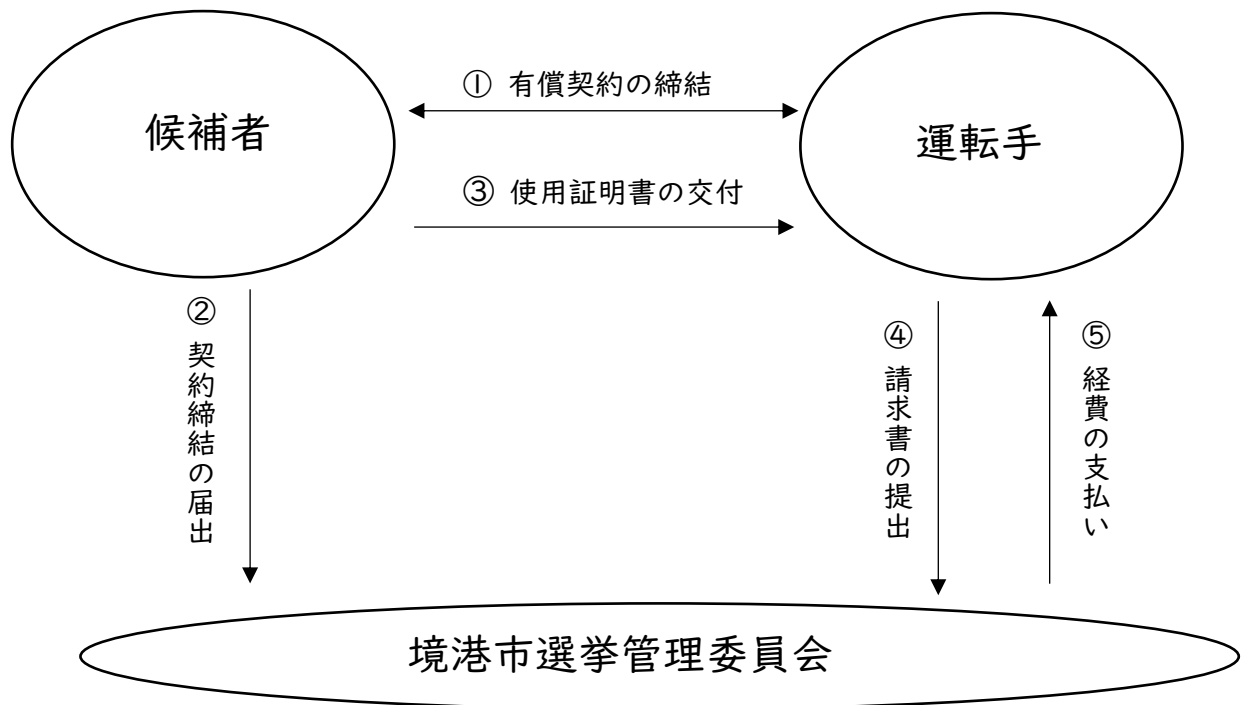 候補者
① 有償契約の締結
運転手
③ 使用証明書の交付
② 契約締結の届出
④ 請求書の提出
⑤ 経費の支払い
境港市選挙管理委員会